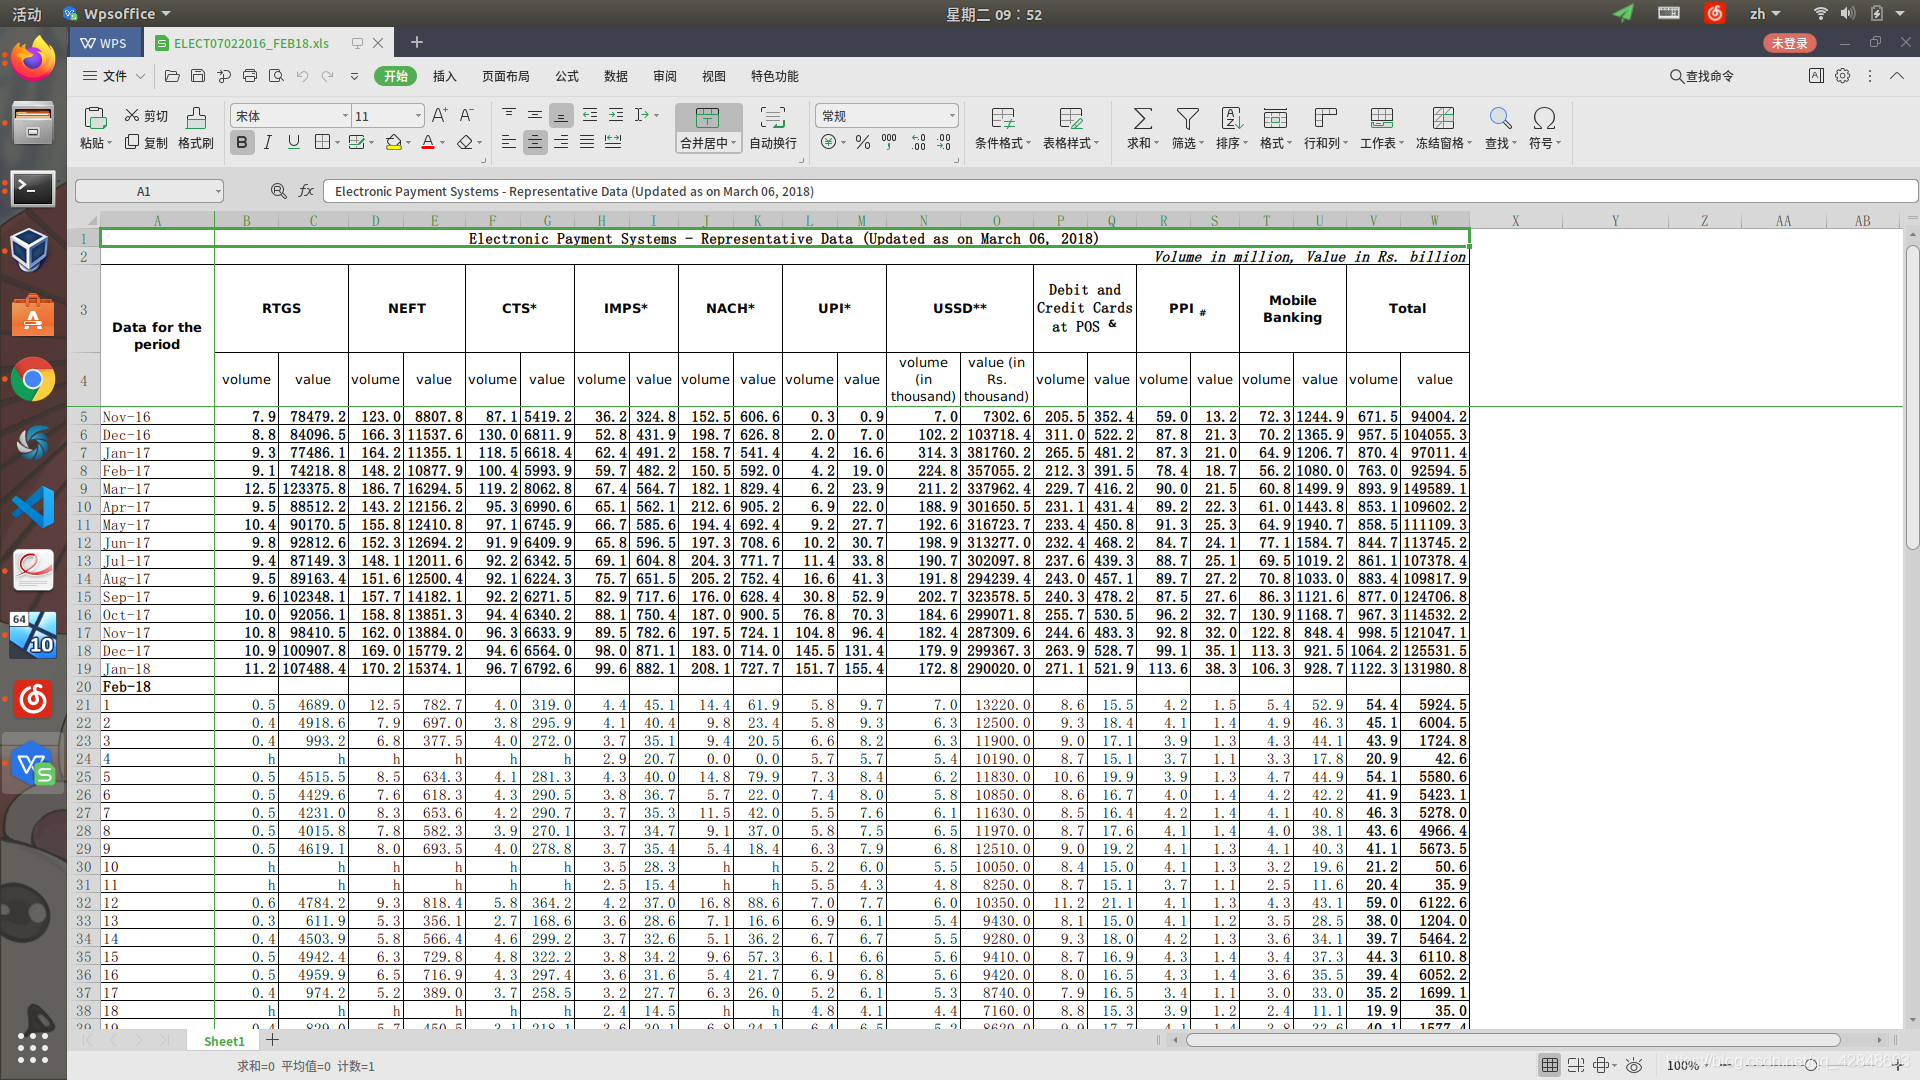 活动 Wpsoffice 星期二 09：52 zh
WPS ELECT07022016_FEB18.xls 未登录
文件 开始 插入 页面布局 公式 数据 审阅 视图 特色功能 查找命令
粘贴 剪切 复制 格式刷 宋体 11 合并居中 自动换行 常规 条件格式 表格样式 求和 筛选 排序 格式 行和列 工作表 冻结窗格 查找 符号
A1 fx Electronic Payment Systems - Representative Data (Updated as on March 06, 2018)
A B C D E F G H I J K L M N O P Q R S T U V W X Y Z AA AB
1 Electronic Payment Systems - Representative Data (Updated as on March 06, 2018)
2 Volume in million, Value in Rs. billion
3 Data for the period RTGS NEFT CTS* IMPS* NACH* UPI* USSD** Debit and Credit Cards at POS & PPI # Mobile Banking Total
4 volume value volume value volume value volume value volume value volume value volume (in thousand) value (in Rs. thousand) volume value volume value volume value volume value
5 Nov-16 7.9 78479.2 123.0 8807.8 87.1 5419.2 36.2 324.8 152.5 606.6 0.3 0.9 7.0 7302.6 205.5 352.4 59.0 13.2 72.3 1244.9 671.5 94004.2
6 Dec-16 8.8 84096.5 166.3 11537.6 130.0 6811.9 52.8 431.9 198.7 626.8 2.0 7.0 102.2 103718.4 311.0 522.2 87.8 21.3 70.2 1365.9 957.5 104055.3
7 Jan-17 9.3 77486.1 164.2 11355.1 118.5 6618.4 62.4 491.2 158.7 541.4 4.2 16.6 314.3 381760.2 265.5 481.2 87.3 21.0 64.9 1206.7 870.4 97011.4
8 Feb-17 9.1 74218.8 148.2 10877.9 100.4 5993.9 59.7 482.2 150.5 592.0 4.2 19.0 224.8 357055.2 212.3 391.5 78.4 18.7 56.2 1080.0 763.0 92594.5
9 Mar-17 12.5 123375.8 186.7 16294.5 119.2 8062.8 67.4 564.7 182.1 829.4 6.2 23.9 211.2 337962.4 229.7 416.2 90.0 21.5 60.8 1499.9 893.9 149589.1
10 Apr-17 9.5 88512.2 143.2 12156.2 95.3 6990.6 65.1 562.1 212.6 905.2 6.9 22.0 188.9 301650.5 231.1 431.4 89.2 22.3 61.0 1443.8 853.1 109602.2
11 May-17 10.4 90170.5 155.8 12410.8 97.1 6745.9 66.7 585.6 194.4 692.4 9.2 27.7 192.6 316723.7 233.4 450.8 91.3 25.3 64.9 1940.7 858.5 111109.3
12 Jun-17 9.8 92812.6 152.3 12694.2 91.9 6409.9 65.8 596.5 197.3 708.6 10.2 30.7 198.9 313277.0 232.4 468.2 84.7 24.1 77.1 1584.7 844.7 113745.2
13 Jul-17 9.4 87149.3 148.1 12011.6 92.2 6342.5 69.1 604.8 204.3 771.7 11.4 33.8 190.7 302097.8 237.6 439.3 88.7 25.1 69.5 1019.2 861.1 107378.4
14 Aug-17 9.5 89163.4 151.6 12500.4 92.1 6224.3 75.7 651.5 205.2 752.4 16.6 41.3 191.8 294239.4 243.0 457.1 89.7 27.2 70.8 1033.0 883.4 109817.9
15 Sep-17 9.6 102348.1 157.7 14182.1 92.2 6271.5 82.9 717.6 176.0 628.4 30.8 52.9 202.7 323578.5 240.3 478.2 87.5 27.6 86.3 1121.6 877.0 124706.8
16 Oct-17 10.0 92056.1 158.8 13851.3 94.4 6340.2 88.1 750.4 187.0 900.5 76.8 70.3 184.6 299071.8 255.7 530.5 96.2 32.7 130.9 1168.7 967.3 114532.2
17 Nov-17 10.8 98410.5 162.0 13884.0 96.3 6633.9 89.5 782.6 197.5 724.1 104.8 96.4 182.4 287309.6 244.6 483.3 92.8 32.0 122.8 848.4 998.5 121047.1
18 Dec-17 10.9 100907.8 169.0 15779.2 94.6 6564.0 98.0 871.1 183.0 714.0 145.5 131.4 179.9 299367.3 263.9 528.7 99.1 35.1 113.3 921.5 1064.2 125531.5
19 Jan-18 11.2 107488.4 170.2 15374.1 96.7 6792.6 99.6 882.1 208.1 727.7 151.7 155.4 172.8 290020.0 271.1 521.9 113.6 38.3 106.3 928.7 1122.3 131980.8
20 Feb-18
21 1 0.5 4689.0 12.5 782.7 4.0 319.0 4.4 45.1 14.4 61.9 5.8 9.7 7.0 13220.0 8.6 15.5 4.2 1.5 5.4 52.9 54.4 5924.5
22 2 0.4 4918.6 7.9 697.0 3.8 295.9 4.1 40.4 9.8 23.4 5.8 9.3 6.3 12500.0 9.3 18.4 4.1 1.4 4.9 46.3 45.1 6004.5
23 3 0.4 993.2 6.8 377.5 4.0 272.0 3.7 35.1 9.4 20.5 6.6 8.2 6.3 11900.0 9.0 17.1 3.9 1.3 4.3 44.1 43.9 1724.8
24 4 h h h h h h 2.9 20.7 0.0 0.0 5.7 5.7 5.4 10190.0 8.7 15.1 3.7 1.1 3.3 17.8 20.9 42.6
25 5 0.5 4515.5 8.5 634.3 4.1 281.3 4.3 40.0 14.8 79.9 7.3 8.4 6.2 11830.0 10.6 19.9 3.9 1.3 4.7 44.9 54.1 5580.6
26 6 0.5 4429.6 7.6 618.3 4.3 290.5 3.8 36.7 5.7 22.0 7.4 8.0 5.8 10850.0 8.6 16.7 4.0 1.4 4.2 42.2 41.9 5423.1
27 7 0.5 4231.0 8.3 653.6 4.2 290.7 3.7 35.3 11.5 42.0 5.5 7.6 6.1 11630.0 8.5 16.4 4.2 1.4 4.1 40.8 46.3 5278.0
28 8 0.5 4015.8 7.8 582.3 3.9 270.1 3.7 34.7 9.1 37.0 5.8 7.5 6.5 11970.0 8.7 17.6 4.1 1.4 4.0 38.1 43.6 4966.4
29 9 0.5 4619.1 8.0 693.5 4.0 278.8 3.7 35.4 5.4 18.4 6.3 7.9 6.8 12510.0 9.0 19.2 4.1 1.3 4.1 40.3 41.1 5673.5
30 10 h h h h h h 3.5 28.3 h h 5.2 6.0 5.5 10050.0 8.4 15.0 4.1 1.3 3.2 19.6 21.2 50.6
31 11 h h h h h h 2.5 15.4 h h 5.5 4.3 4.8 8250.0 8.7 15.1 3.7 1.1 2.5 11.6 20.4 35.9
32 12 0.6 4784.2 9.3 818.4 5.8 364.2 4.2 37.0 16.8 88.6 7.0 7.7 6.0 10350.0 11.2 21.1 4.1 1.3 4.3 43.1 59.0 6122.6
33 13 0.3 611.9 5.3 356.1 2.7 168.6 3.6 28.6 7.1 16.6 6.9 6.1 5.4 9430.0 8.1 15.0 4.1 1.2 3.5 28.5 38.0 1204.0
34 14 0.4 4503.9 5.8 566.4 4.6 299.2 3.7 32.6 5.1 36.2 6.7 6.7 5.5 9280.0 9.3 18.0 4.2 1.3 3.6 34.1 39.7 5464.2
35 15 0.5 4942.4 6.3 729.8 4.8 322.2 3.8 34.2 9.6 57.3 6.1 6.6 5.6 9410.0 8.7 16.9 4.3 1.4 3.4 37.3 44.3 6110.8
36 16 0.5 4959.9 6.5 716.9 4.3 297.4 3.6 31.6 5.4 21.7 6.9 6.8 5.6 9420.0 8.0 16.5 4.3 1.4 3.6 35.5 39.4 6052.2
37 17 0.4 974.2 5.2 389.0 3.7 258.5 3.2 27.7 6.3 26.0 5.2 6.1 5.3 8740.0 7.9 16.5 3.4 1.1 3.0 33.0 35.2 1699.1
38 18 h h h h h h 2.4 14.5 h h 4.8 4.1 4.4 7160.0 8.8 15.3 3.9 1.2 2.4 11.1 19.9 35.0
Sheet1
求和=0 平均值=0 计数=1 100%